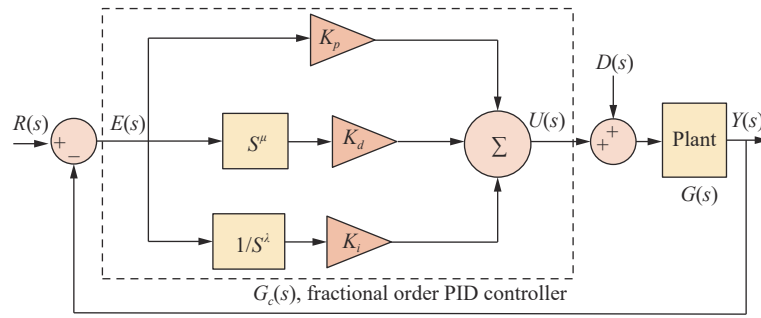 K_p
D(s)
R(s)
E(s)
U(s)
Y(s)
+
−
S^μ
K_d
Σ
+
+
Plant
G(s)
1/S^λ
K_i
G_c(s), fractional order PID controller